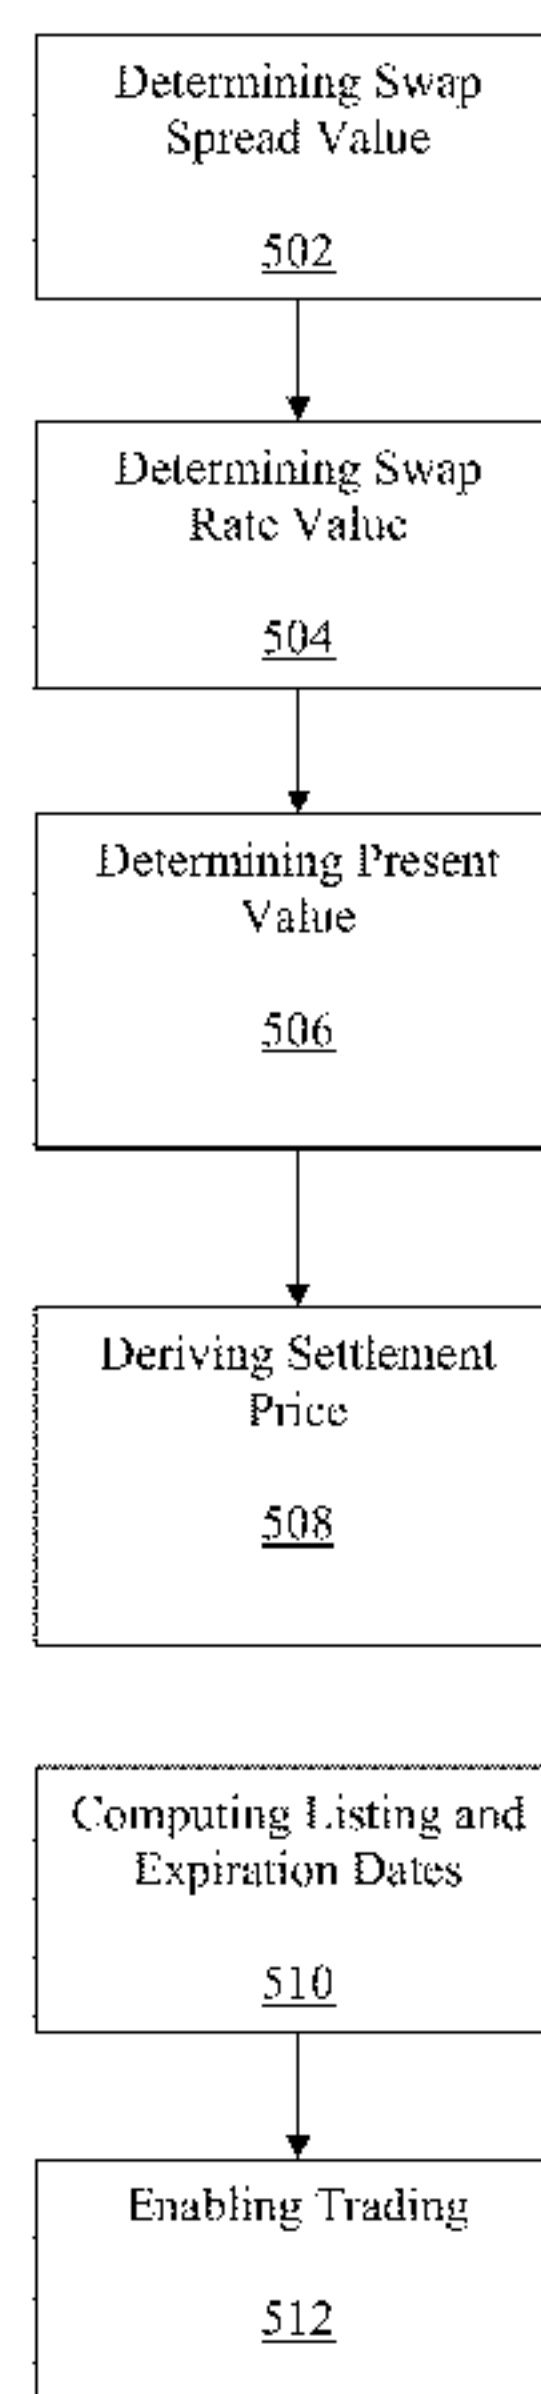 Determining Swap
Spread Value
502
Determining Swap
Rate Value
504
Determining Present
Value
506
Deriving Settlement
Price
508
Computing Listing and
Expiration Dates
510
Enabling Trading
512